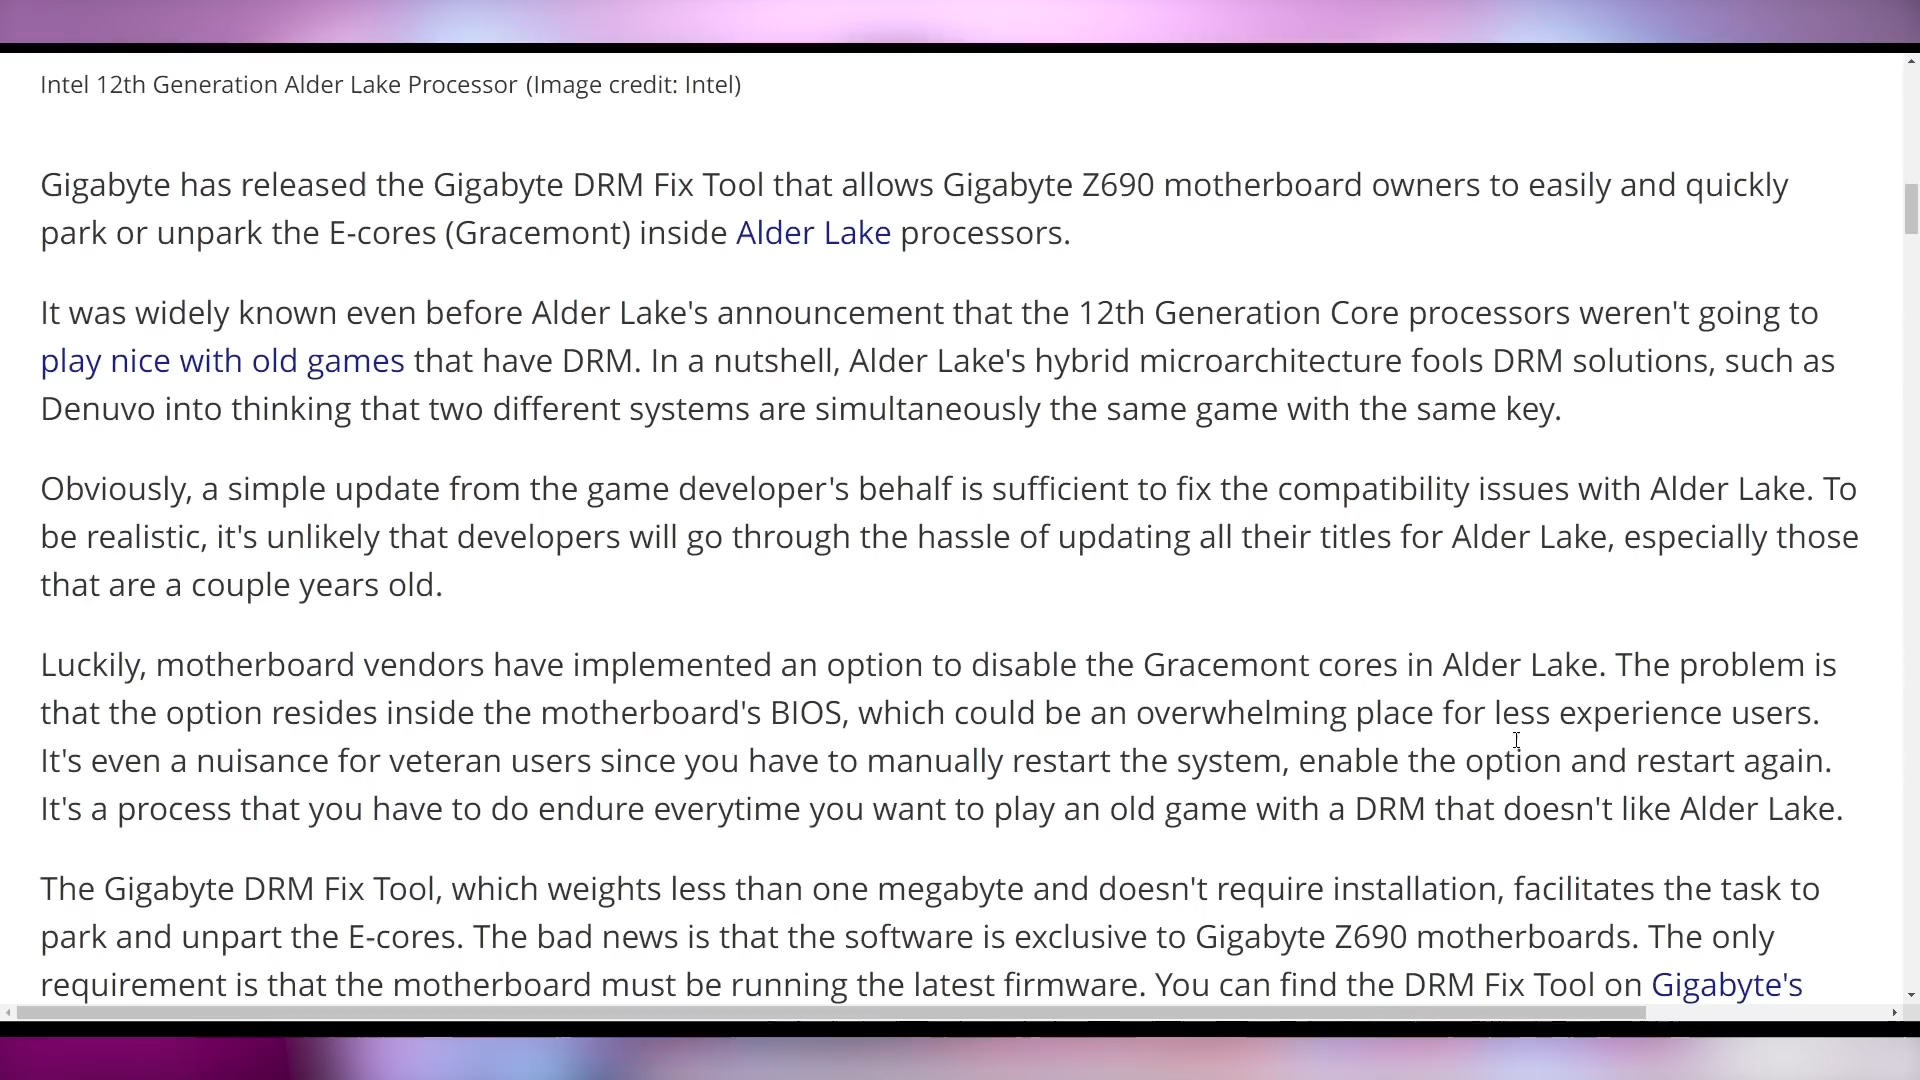 Intel 12th Generation Alder Lake Processor (Image credit: Intel)
Gigabyte has released the Gigabyte DRM Fix Tool that allows Gigabyte Z690 motherboard owners to easily and quickly
park or unpark the E-cores (Gracemont) inside Alder Lake processors.
It was widely known even before Alder Lake's announcement that the 12th Generation Core processors weren't going to
play nice with old games that have DRM. In a nutshell, Alder Lake's hybrid microarchitecture fools DRM solutions, such as
Denuvo into thinking that two different systems are simultaneously the same game with the same key.
Obviously, a simple update from the game developer's behalf is sufficient to fix the compatibility issues with Alder Lake. To
be realistic, it's unlikely that developers will go through the hassle of updating all their titles for Alder Lake, especially those
that are a couple years old.
Luckily, motherboard vendors have implemented an option to disable the Gracemont cores in Alder Lake. The problem is
that the option resides inside the motherboard's BIOS, which could be an overwhelming place for less experience users.
It's even a nuisance for veteran users since you have to manually restart the system, enable the option and restart again.
It's a process that you have to do endure everytime you want to play an old game with a DRM that doesn't like Alder Lake.
The Gigabyte DRM Fix Tool, which weights less than one megabyte and doesn't require installation, facilitates the task to
park and unpart the E-cores. The bad news is that the software is exclusive to Gigabyte Z690 motherboards. The only
requirement is that the motherboard must be running the latest firmware. You can find the DRM Fix Tool on Gigabyte's